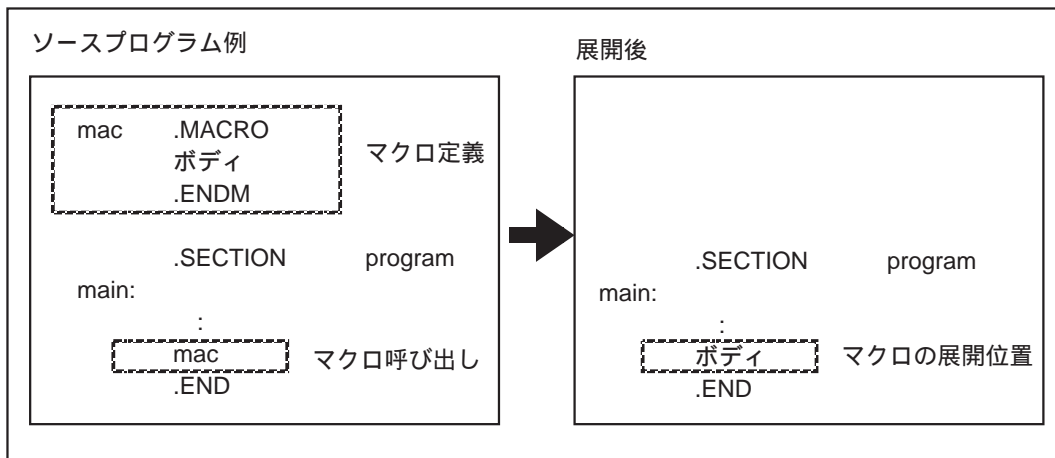 ソースプログラム例
mac .MACRO
ボディ
.ENDM
マクロ定義
.SECTION program
main:
:
mac マクロ呼び出し
.END
展開後
.SECTION program
main:
:
ボディ マクロの展開位置
.END